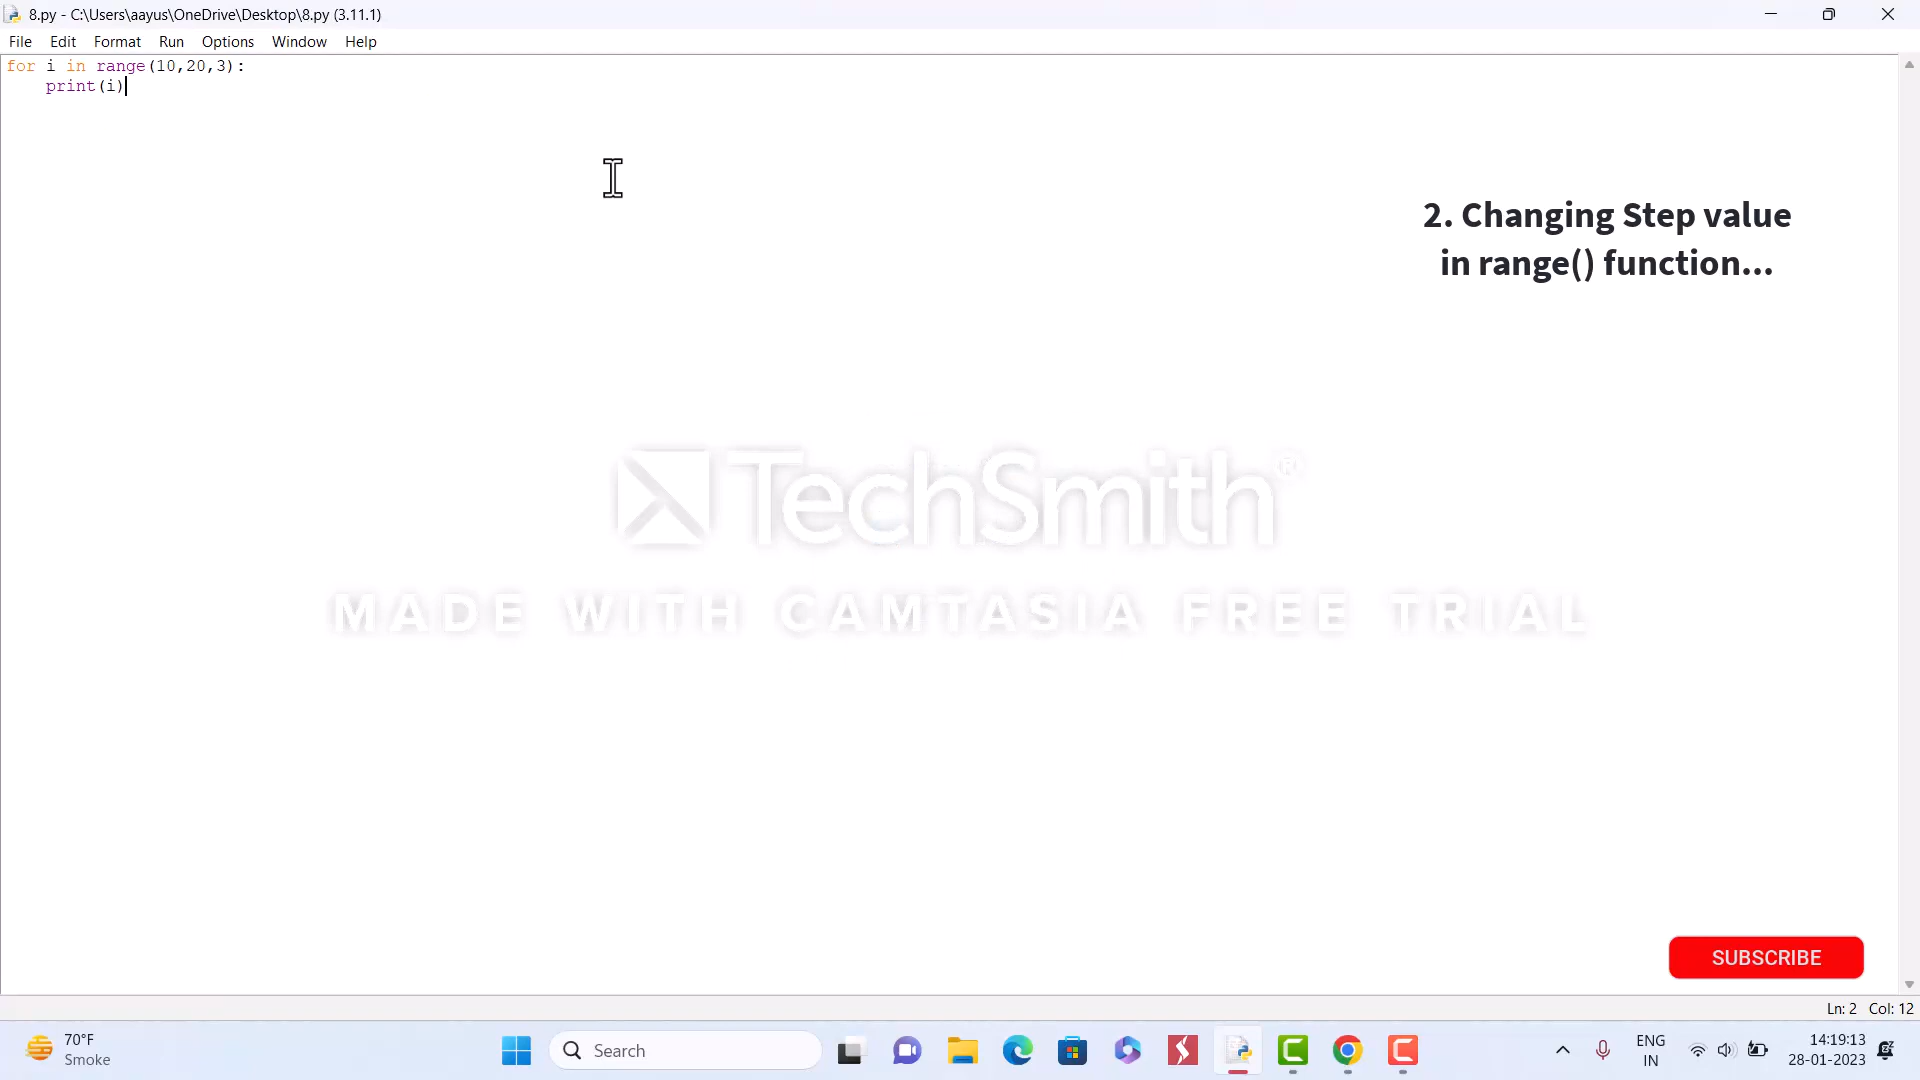 8.py - C:\Users\aayus\OneDrive\Desktop\8.py (3.11.1)
File Edit Format Run Options Window Help
for i in range(10,20,3):
    print(i)
2. Changing Step value
in range() function...
TechSmith®
MADE WITH CAMTASIA FREE TRIAL
SUBSCRIBE
Ln: 2 Col: 12
70°F
Smoke
Search
ENG
IN
14:19:13
28-01-2023